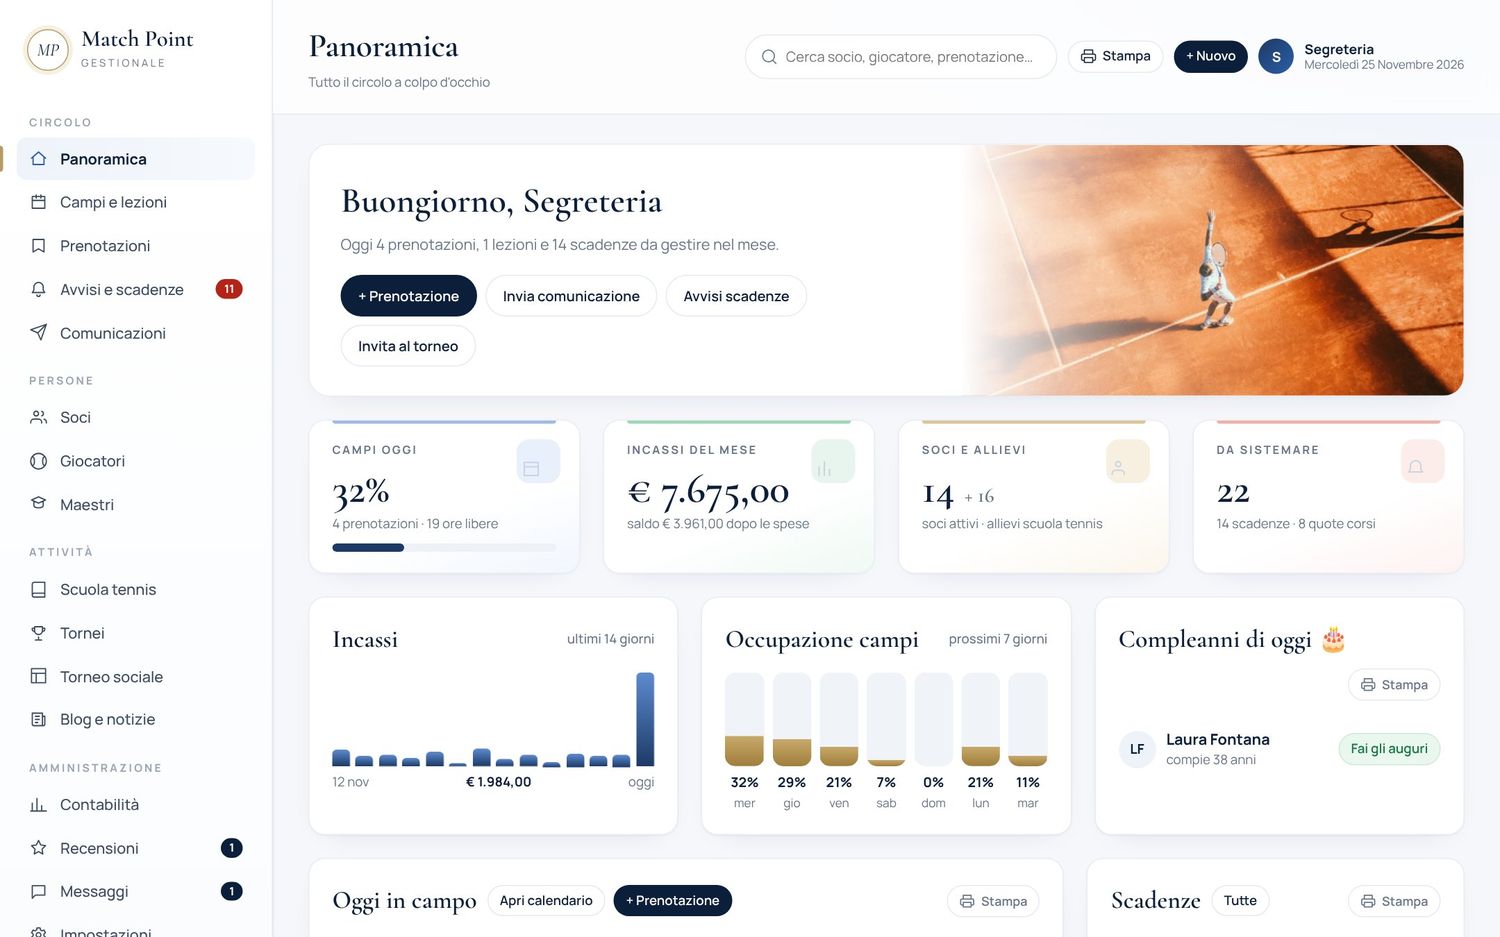 MP
Match Point
GESTIONALE
CIRCOLO
Panoramica
Campi e lezioni
Prenotazioni
Avvisi e scadenze 11
Comunicazioni
PERSONE
Soci
Giocatori
Maestri
ATTIVITÀ
Scuola tennis
Tornei
Torneo sociale
Blog e notizie
AMMINISTRAZIONE
Contabilità
Recensioni 1
Messaggi 1
Impostazioni
Panoramica
Tutto il circolo a colpo d'occhio
Cerca socio, giocatore, prenotazione...
Stampa
+ Nuovo
S
Segreteria
Mercoledì 25 Novembre 2026
Buongiorno, Segreteria
Oggi 4 prenotazioni, 1 lezioni e 14 scadenze da gestire nel mese.
+ Prenotazione Invia comunicazione Avvisi scadenze
Invita al torneo
CAMPI OGGI
32%
4 prenotazioni · 19 ore libere
INCASSI DEL MESE
€ 7.675,00
saldo € 3.961,00 dopo le spese
SOCI E ALLIEVI
14 + 16
soci attivi · allievi scuola tennis
DA SISTEMARE
22
14 scadenze · 8 quote corsi
Incassi ultimi 14 giorni
12 nov € 1.984,00 oggi
Occupazione campi prossimi 7 giorni
32% 29% 21% 7% 0% 21% 11%
mer gio ven sab dom lun mar
Compleanni di oggi 🎂
Stampa
LF
Laura Fontana
compie 38 anni
Fai gli auguri
Oggi in campo Apri calendario + Prenotazione Stampa
Scadenze Tutte Stampa